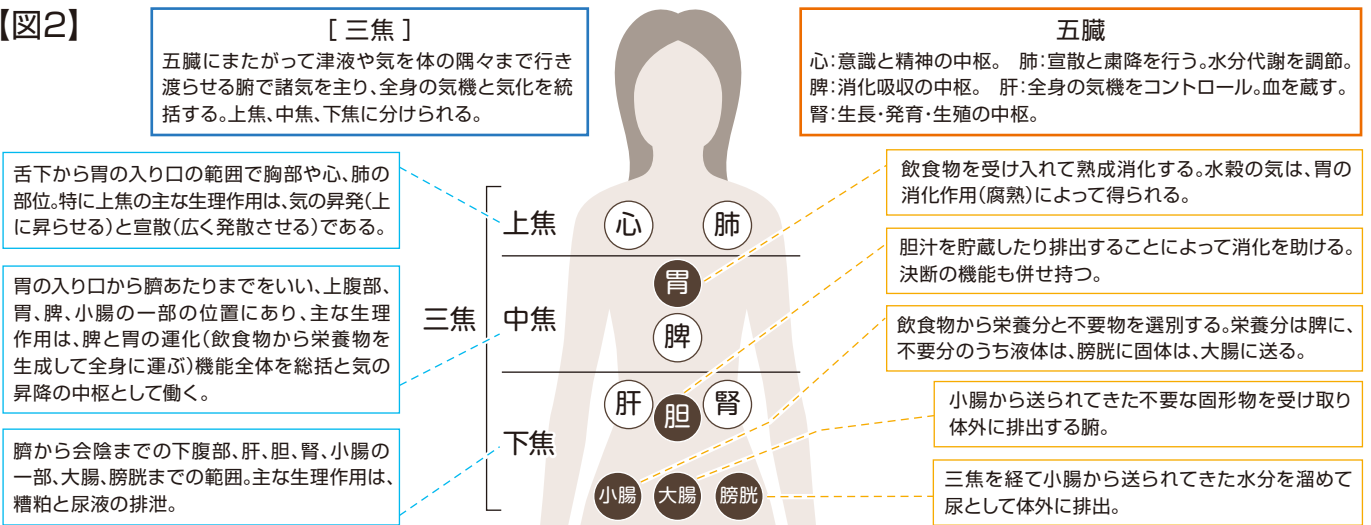 【図2】
[ 三焦 ]
五臓にまたがって津液や気を体の隅々まで行き
渡らせる腑で諸気を主り、全身の気機と気化を統
括する。上焦、中焦、下焦に分けられる。
五臓
心：意識と精神の中枢。 肺：宣散と粛降を行う。水分代謝を調節。
脾：消化吸収の中枢。 肝：全身の気機をコントロール。血を蔵す。
腎：生長・発育・生殖の中枢。
舌下から胃の入り口の範囲で胸部や心、肺の
部位。特に上焦の主な生理作用は、気の昇発(上
に昇らせる)と宣散(広く発散させる)である。
胃の入り口から臍あたりまでをいい、上腹部、
胃、脾、小腸の一部の位置にあり、主な生理
作用は、脾と胃の運化(飲食物から栄養物を
生成して全身に運ぶ)機能全体を総括と気の
昇降の中枢として働く。
臍から会陰までの下腹部、肝、胆、腎、小腸の
一部、大腸、膀胱までの範囲。主な生理作用は、
糟粕と尿液の排泄。
三焦
上焦
中焦
下焦
心
肺
胃
脾
肝
胆
腎
小腸
大腸
膀胱
飲食物を受け入れて熟成消化する。水穀の気は、胃の
消化作用(腐熟)によって得られる。
胆汁を貯蔵したり排出することによって消化を助ける。
決断の機能も併せ持つ。
飲食物から栄養分と不要物を選別する。栄養分は脾に、
不要分のうち液体は、膀胱に固体は、大腸に送る。
小腸から送られてきた不要な固形物を受け取り
体外に排出する腑。
三焦を経て小腸から送られてきた水分を溜めて
尿として体外に排出。